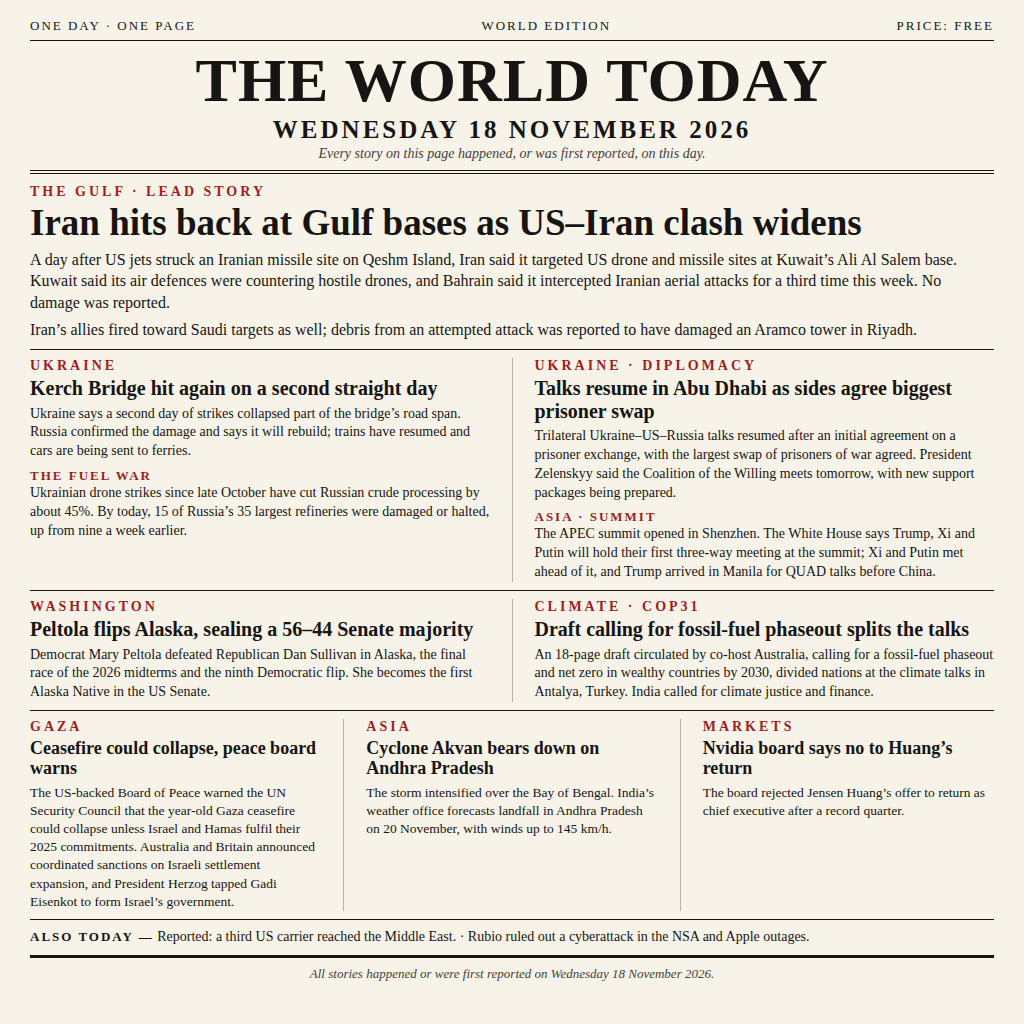 ONE DAY · ONE PAGE
WORLD EDITION
PRICE: FREE
THE WORLD TODAY
WEDNESDAY 18 NOVEMBER 2026
Every story on this page happened, or was first reported, on this day.
THE GULF · LEAD STORY
Iran hits back at Gulf bases as US–Iran clash widens
A day after US jets struck an Iranian missile site on Qeshm Island, Iran said it targeted US drone and missile sites at Kuwait’s Ali Al Salem base.
Kuwait said its air defences were countering hostile drones, and Bahrain said it intercepted Iranian aerial attacks for a third time this week. No
damage was reported.
Iran’s allies fired toward Saudi targets as well; debris from an attempted attack was reported to have damaged an Aramco tower in Riyadh.
UKRAINE
Kerch Bridge hit again on a second straight day
Ukraine says a second day of strikes collapsed part of the bridge’s road span.
Russia confirmed the damage and says it will rebuild; trains have resumed and
cars are being sent to ferries.
THE FUEL WAR
Ukrainian drone strikes since late October have cut Russian crude processing by
about 45%. By today, 15 of Russia’s 35 largest refineries were damaged or halted,
up from nine a week earlier.
UKRAINE · DIPLOMACY
Talks resume in Abu Dhabi as sides agree biggest
prisoner swap
Trilateral Ukraine–US–Russia talks resumed after an initial agreement on a
prisoner exchange, with the largest swap of prisoners of war agreed. President
Zelenskyy said the Coalition of the Willing meets tomorrow, with new support
packages being prepared.
ASIA · SUMMIT
The APEC summit opened in Shenzhen. The White House says Trump, Xi and
Putin will hold their first three-way meeting at the summit; Xi and Putin met
ahead of it, and Trump arrived in Manila for QUAD talks before China.
WASHINGTON
Peltola flips Alaska, sealing a 56–44 Senate majority
Democrat Mary Peltola defeated Republican Dan Sullivan in Alaska, the final
race of the 2026 midterms and the ninth Democratic flip. She becomes the first
Alaska Native in the US Senate.
CLIMATE · COP31
Draft calling for fossil-fuel phaseout splits the talks
An 18-page draft circulated by co-host Australia, calling for a fossil-fuel phaseout
and net zero in wealthy countries by 2030, divided nations at the climate talks in
Antalya, Turkey. India called for climate justice and finance.
GAZA
Ceasefire could collapse, peace board
warns
The US-backed Board of Peace warned the UN
Security Council that the year-old Gaza ceasefire
could collapse unless Israel and Hamas fulfil their
2025 commitments. Australia and Britain announced
coordinated sanctions on Israeli settlement
expansion, and President Herzog tapped Gadi
Eisenkot to form Israel’s government.
ASIA
Cyclone Akvan bears down on
Andhra Pradesh
The storm intensified over the Bay of Bengal. India’s
weather office forecasts landfall in Andhra Pradesh
on 20 November, with winds up to 145 km/h.
MARKETS
Nvidia board says no to Huang’s
return
The board rejected Jensen Huang’s offer to return as
chief executive after a record quarter.
ALSO TODAY — Reported: a third US carrier reached the Middle East. · Rubio ruled out a cyberattack in the NSA and Apple outages.
All stories happened or were first reported on Wednesday 18 November 2026.